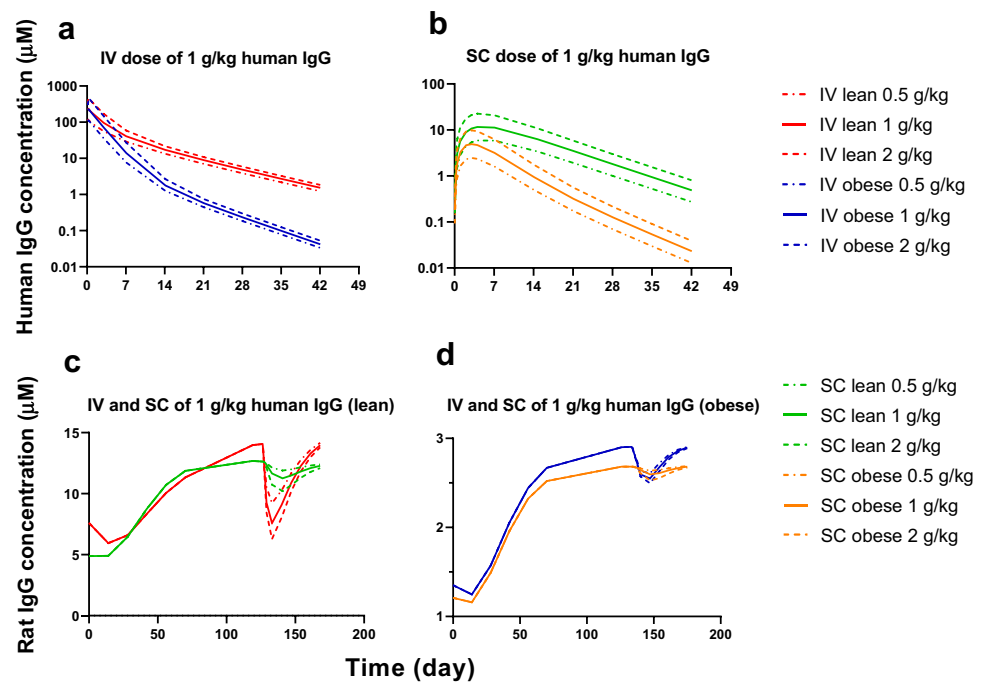 a
IV dose of 1 g/kg human IgG
b
SC dose of 1 g/kg human IgG
Human IgG concentration (µM)
1000
100
10
1
0.1
0.01
0 7 14 21 28 35 42 49
100
10
1
0.1
0.01
0 7 14 21 28 35 42 49
IV lean 0.5 g/kg
IV lean 1 g/kg
IV lean 2 g/kg
IV obese 0.5 g/kg
IV obese 1 g/kg
IV obese 2 g/kg
c
IV and SC of 1 g/kg human IgG (lean)
d
IV and SC of 1 g/kg human IgG (obese)
Rat IgG concentration (µM)
15
10
5
0
0 50 100 150 200
3
2
1
0 50 100 150 200
SC lean 0.5 g/kg
SC lean 1 g/kg
SC lean 2 g/kg
SC obese 0.5 g/kg
SC obese 1 g/kg
SC obese 2 g/kg
Time (day)